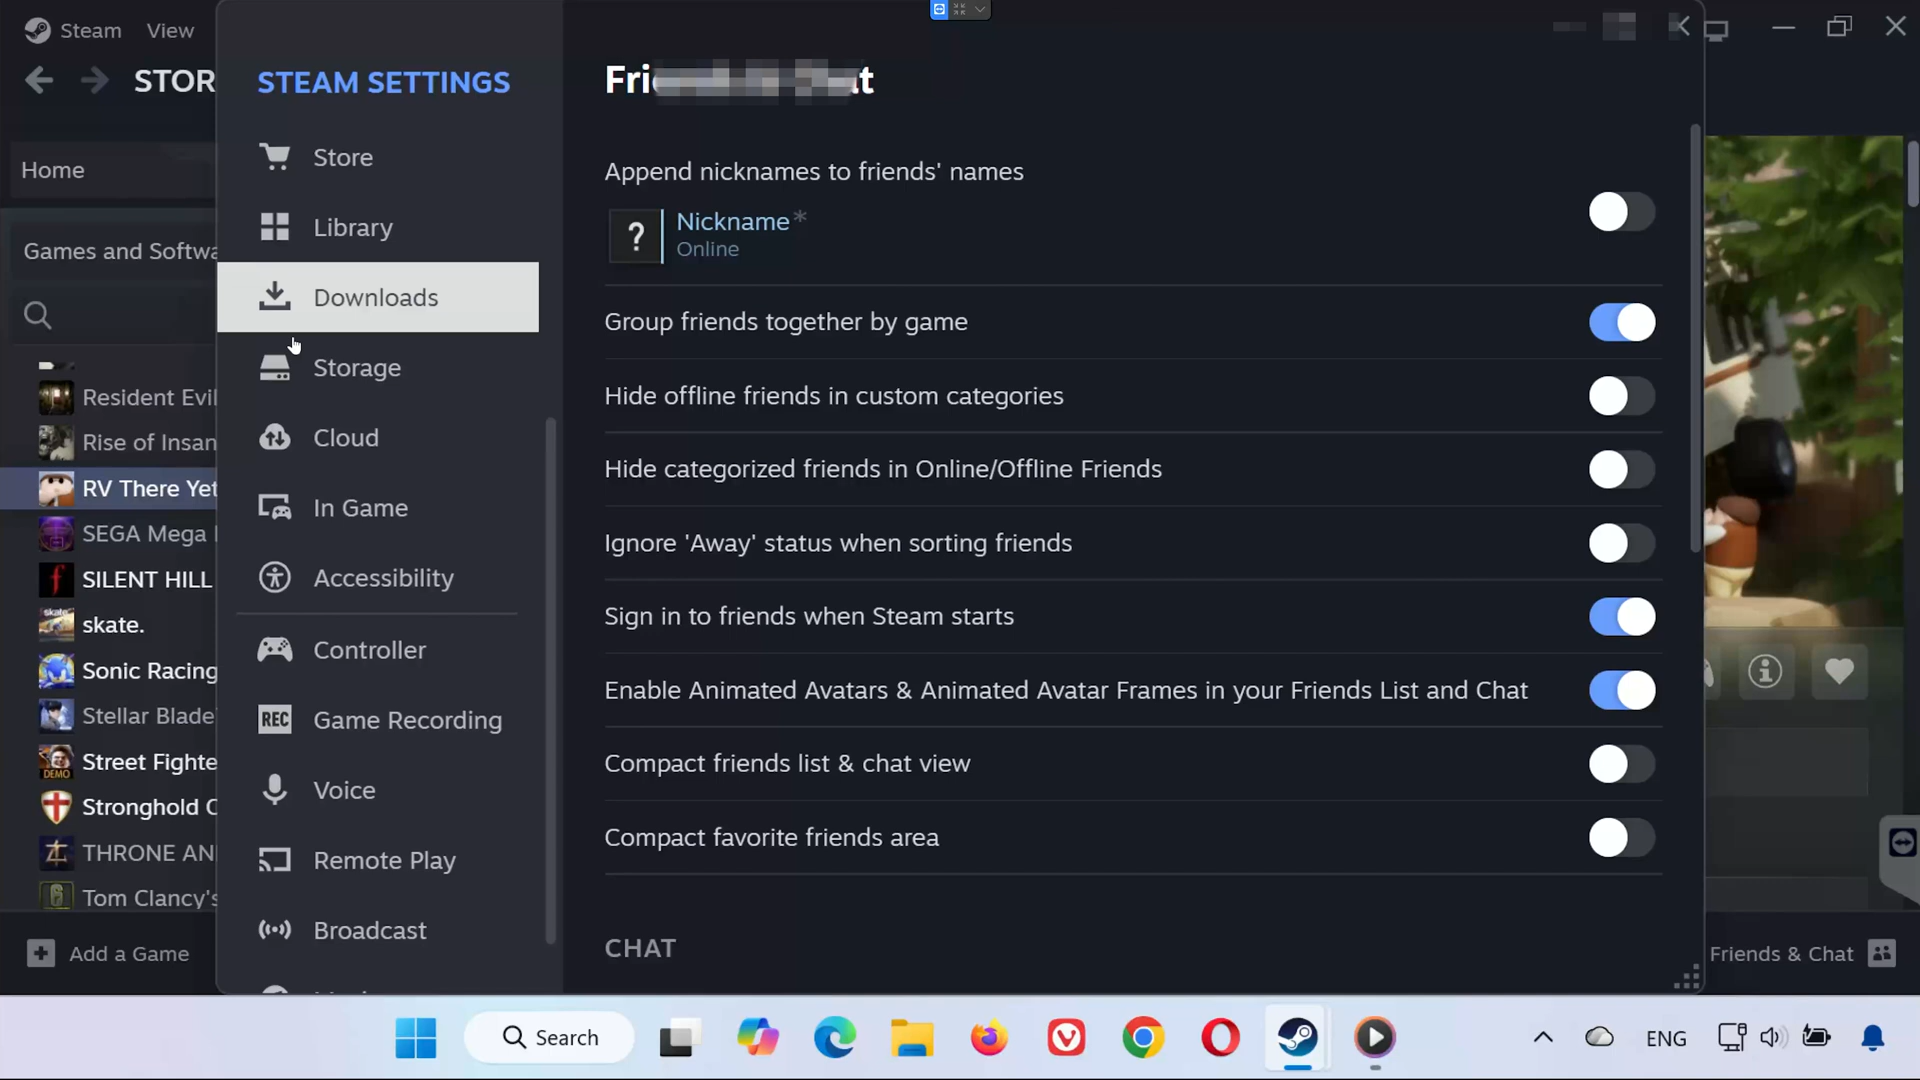 Steam View
STOR
Home
Games and Softwa
Resident Evil
Rise of Insan
RV There Yet
SEGA Mega
SILENT HILL
skate.
Sonic Racing
Stellar Blade
Street Fighte
Stronghold C
THRONE AN
Tom Clancy's
Add a Game
STEAM SETTINGS
Store
Library
Downloads
Storage
Cloud
In Game
Accessibility
Controller
REC Game Recording
Voice
Remote Play
Broadcast
Append nicknames to friends' names
? Nickname*
Online
Group friends together by game
Hide offline friends in custom categories
Hide categorized friends in Online/Offline Friends
Ignore 'Away' status when sorting friends
Sign in to friends when Steam starts
Enable Animated Avatars & Animated Avatar Frames in your Friends List and Chat
Compact friends list & chat view
Compact favorite friends area
CHAT
Friends & Chat
Search
ENG